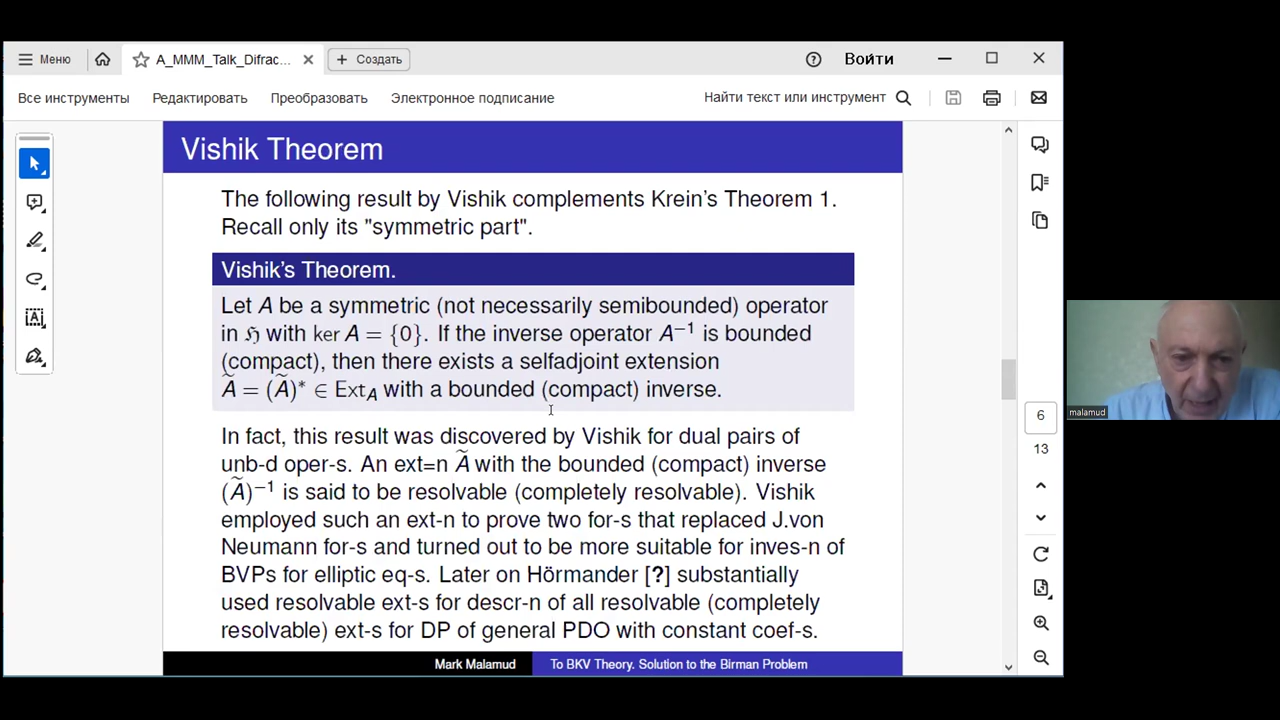 Меню
A_MMM_Talk_Difrac...
Создать
Войти
Все инструменты
Редактировать
Преобразовать
Электронное подписание
Найти текст или инструмент
Vishik Theorem
The following result by Vishik complements Krein's Theorem 1.
Recall only its "symmetric part".
Vishik's Theorem.
Let A be a symmetric (not necessarily semibounded) operator
in ℌ with ker A = {0}. If the inverse operator A⁻¹ is bounded
(compact), then there exists a selfadjoint extension
Ã = (Ã)* ∈ Ext_A with a bounded (compact) inverse.
In fact, this result was discovered by Vishik for dual pairs of
unb-d oper-s. An ext=n Ã with the bounded (compact) inverse
(Ã)⁻¹ is said to be resolvable (completely resolvable). Vishik
employed such an ext-n to prove two for-s that replaced J.von
Neumann for-s and turned out to be more suitable for inves-n of
BVPs for elliptic eq-s. Later on Hörmander [?] substantially
used resolvable ext-s for descr-n of all resolvable (completely
resolvable) ext-s for DP of general PDO with constant coef-s.
Mark Malamud
To BKV Theory. Solution to the Birman Problem
6
13
malamud